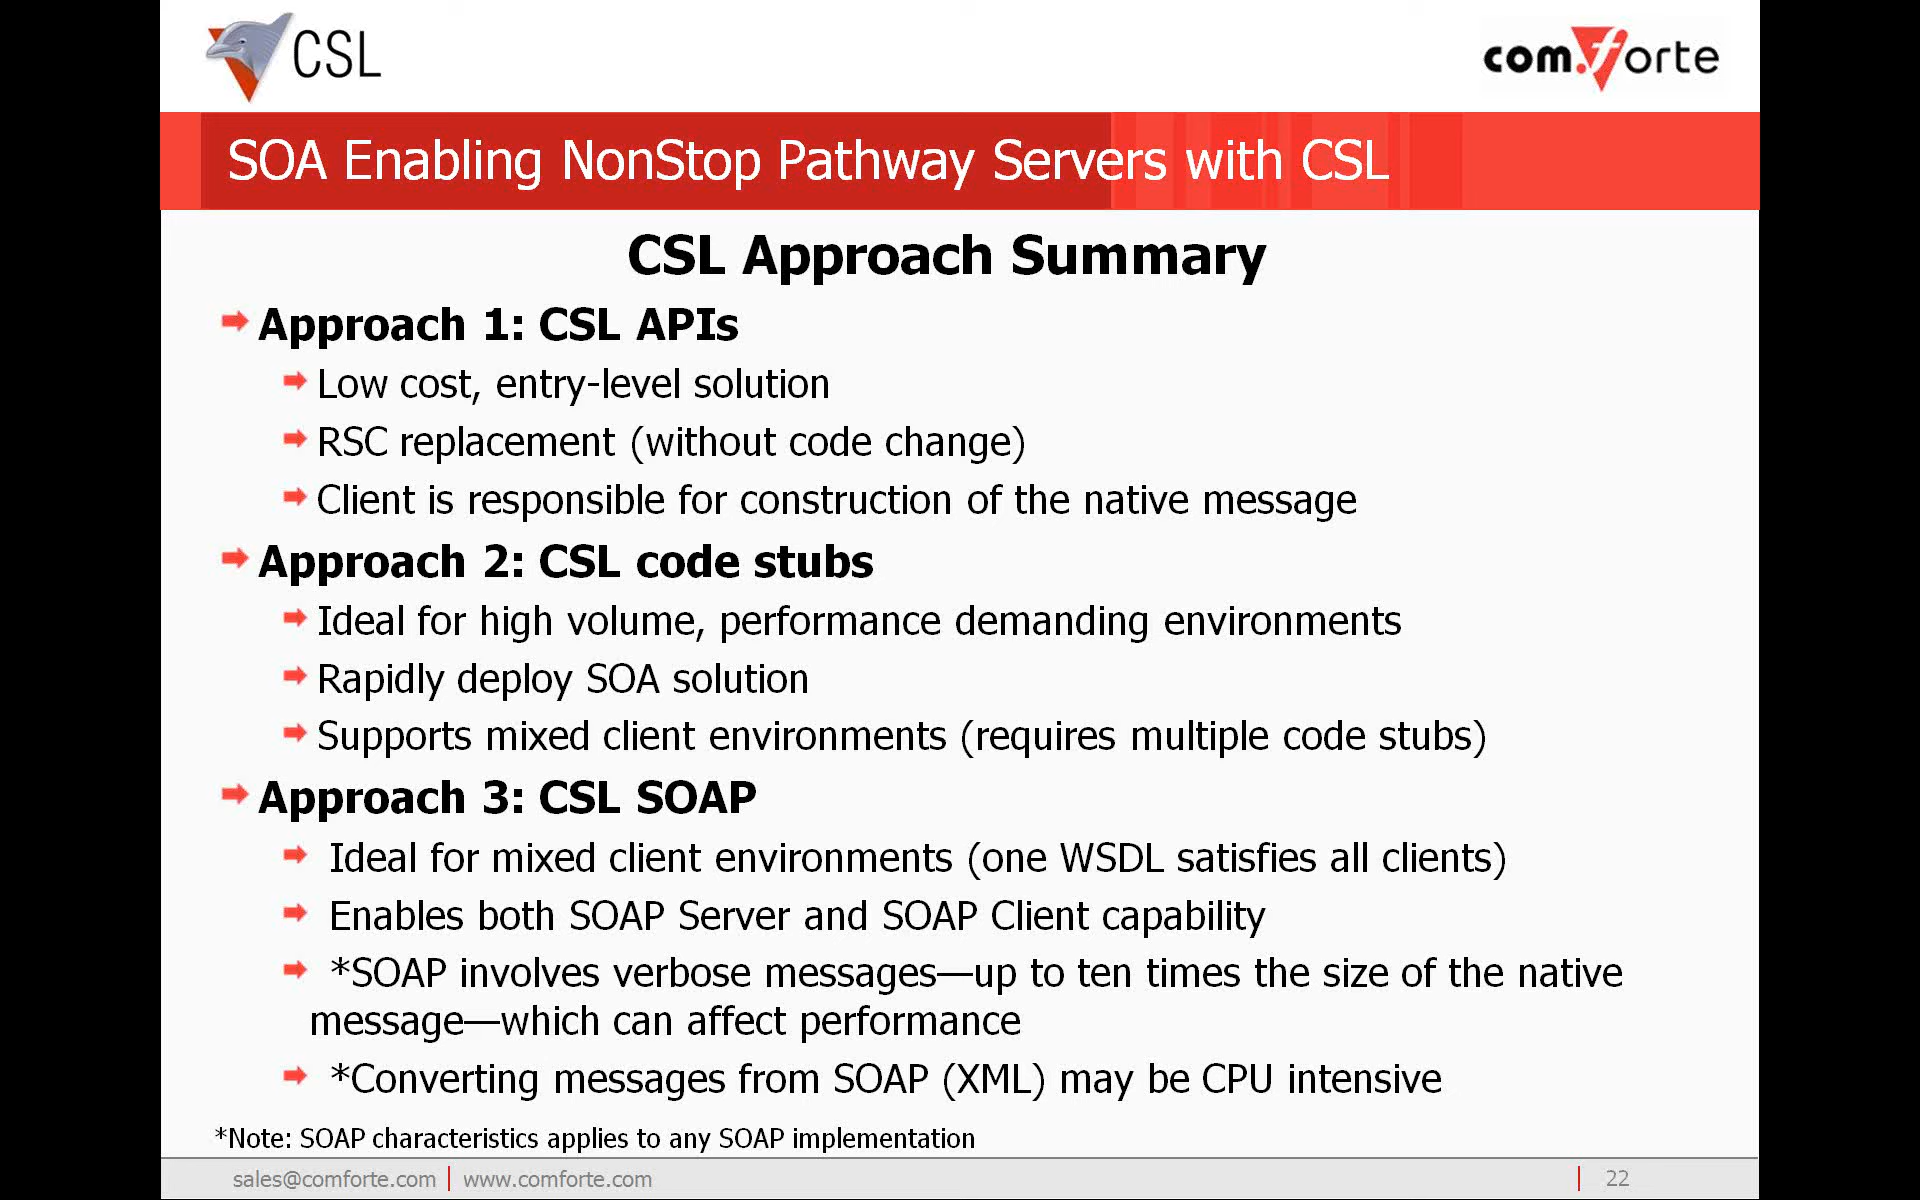 CSL
com.forte
SOA Enabling NonStop Pathway Servers with CSL
CSL Approach Summary
Approach 1: CSL APIs
Low cost, entry-level solution
RSC replacement (without code change)
Client is responsible for construction of the native message
Approach 2: CSL code stubs
Ideal for high volume, performance demanding environments
Rapidly deploy SOA solution
Supports mixed client environments (requires multiple code stubs)
Approach 3: CSL SOAP
Ideal for mixed client environments (one WSDL satisfies all clients)
Enables both SOAP Server and SOAP Client capability
*SOAP involves verbose messages—up to ten times the size of the native
message—which can affect performance
*Converting messages from SOAP (XML) may be CPU intensive
*Note: SOAP characteristics applies to any SOAP implementation
sales@comforte.com | www.comforte.com | 22